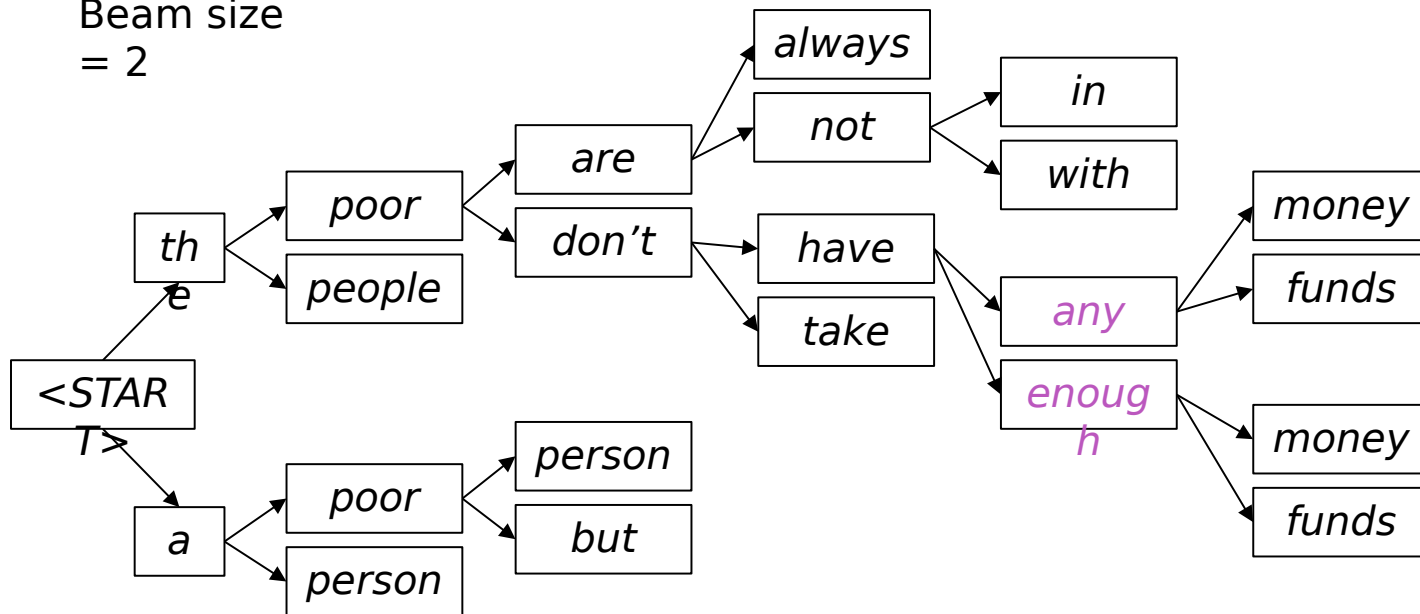 Beam size
= 2
<STAR
T>
th
e
a
poor
people
poor
person
are
don’t
person
but
always
not
have
take
in
with
any
enoug
h
money
funds
money
funds